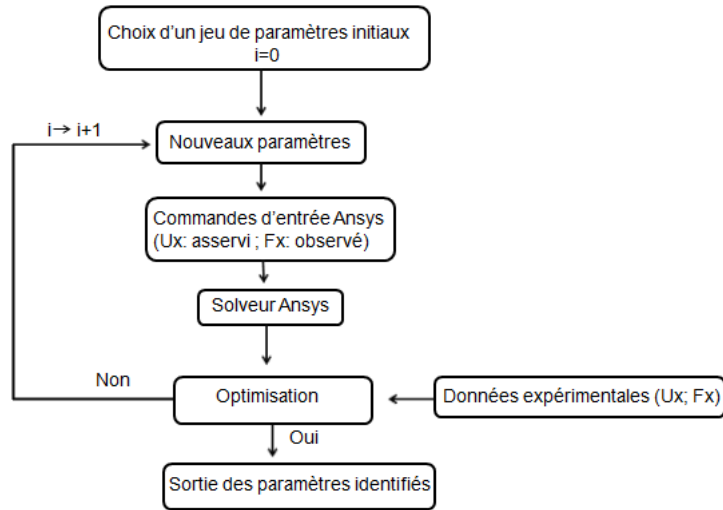 Choix d'un jeu de paramètres initiaux
i=0
i→ i+1
Nouveaux paramètres
Commandes d'entrée Ansys
(Ux: asservi ; Fx: observé)
Solveur Ansys
Non
Optimisation
Données expérimentales (Ux; Fx)
Oui
Sortie des paramètres identifiés